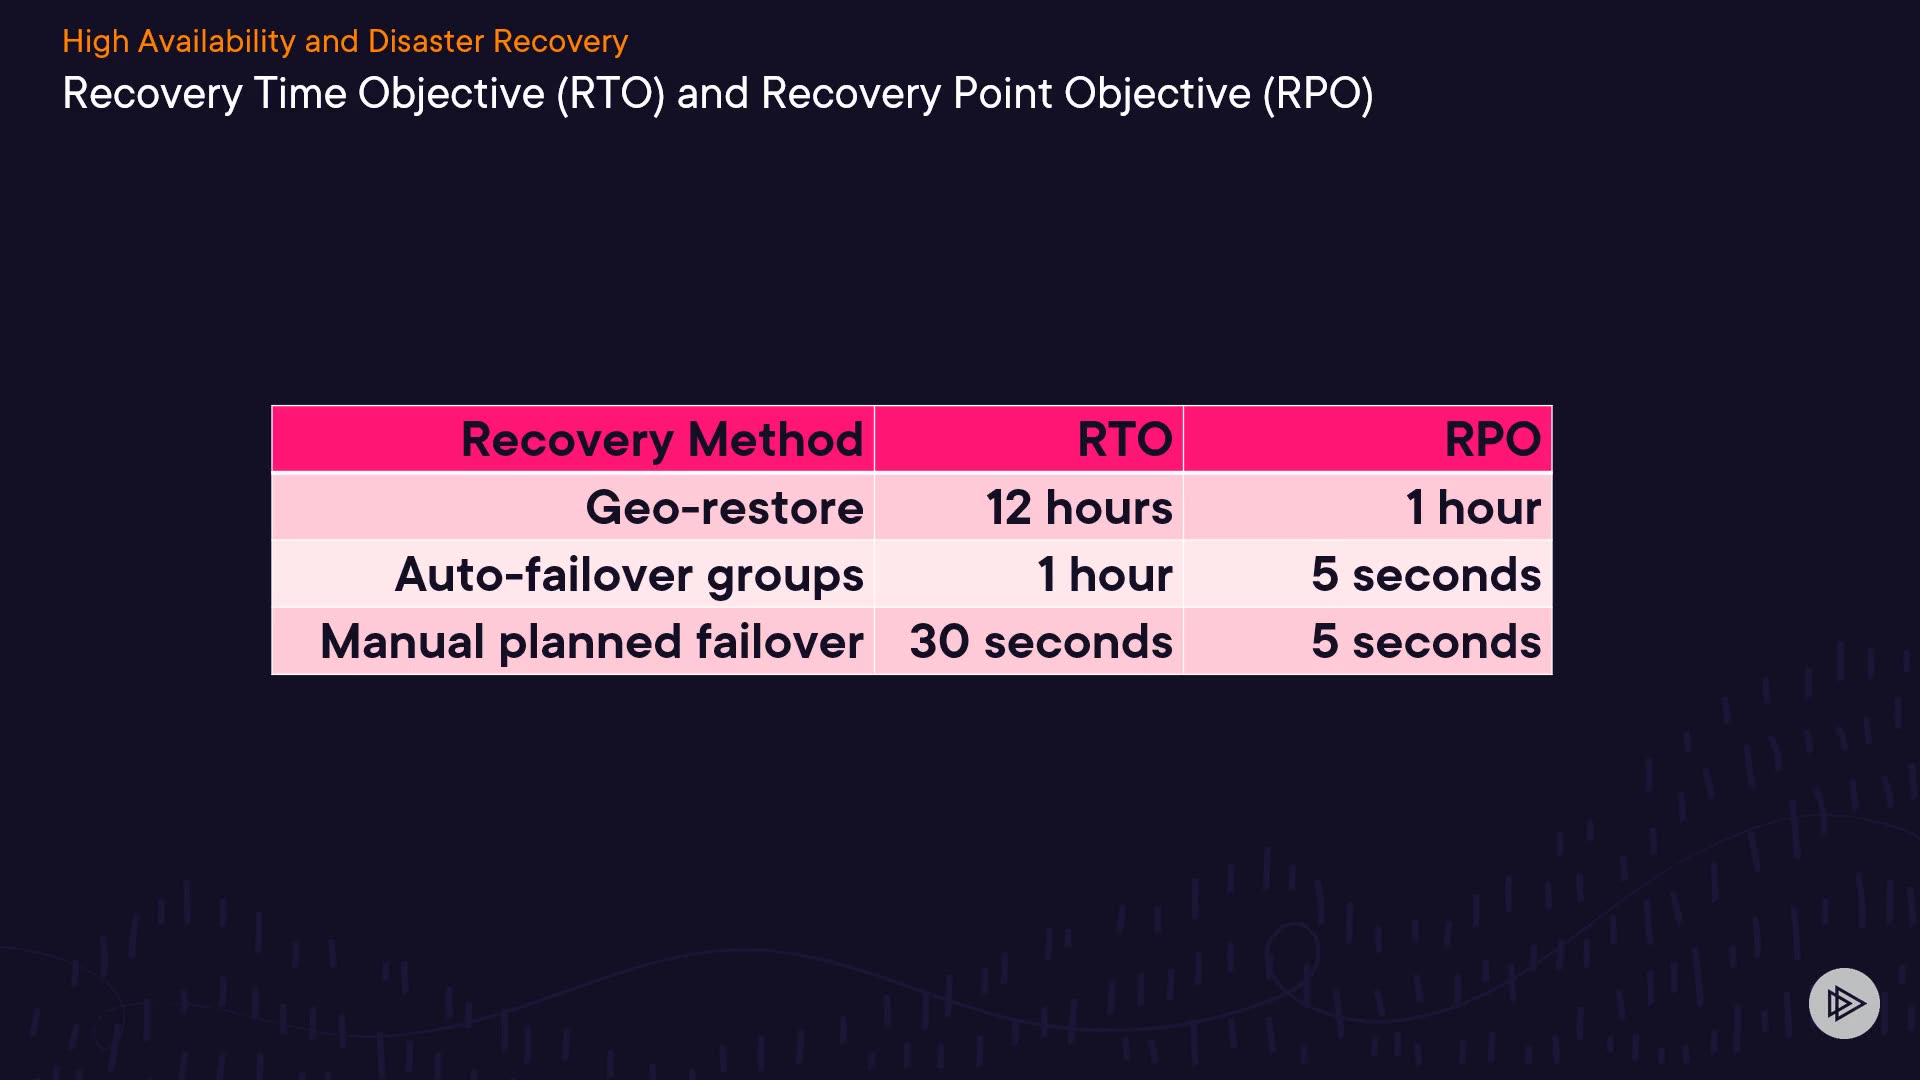 High Availability and Disaster Recovery
Recovery Time Objective (RTO) and Recovery Point Objective (RPO)
Recovery Method RTO RPO
Geo-restore 12 hours 1 hour
Auto-failover groups 1 hour 5 seconds
Manual planned failover 30 seconds 5 seconds